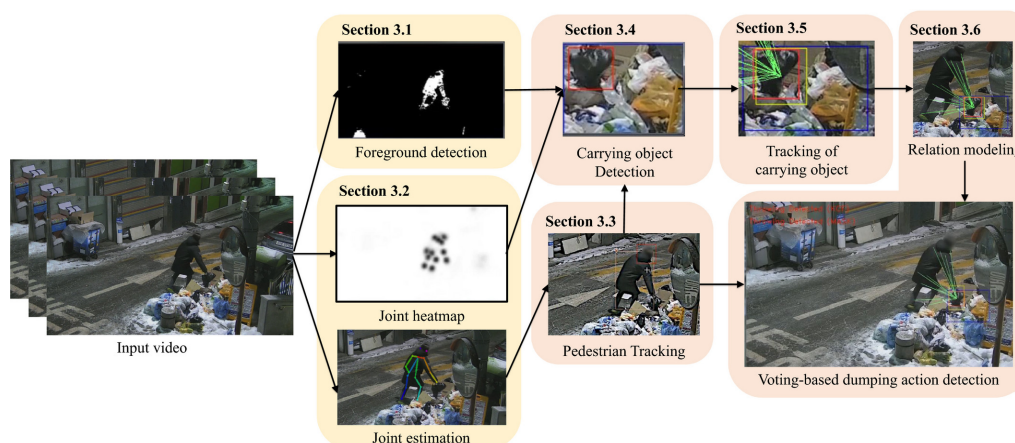 Section 3.1
Foreground detection
Section 3.2
Joint heatmap
Joint estimation
Input video
Section 3.3
Pedestrian Tracking
Section 3.4
Carrying object
Detection
Section 3.5
Tracking of
carrying object
Section 3.6
Relation modeling
Voting-based dumping action detection